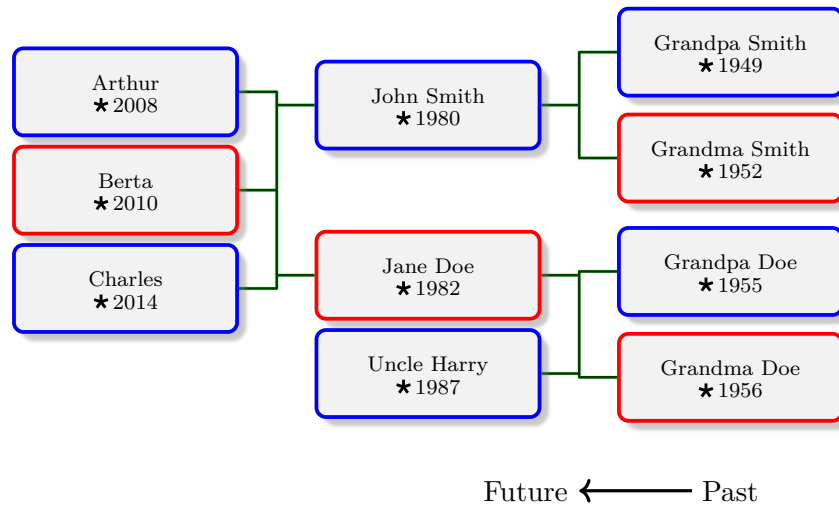 Arthur
★ 2008
Berta
★ 2010
Charles
★ 2014
John Smith
★ 1980
Jane Doe
★ 1982
Uncle Harry
★ 1987
Grandpa Smith
★ 1949
Grandma Smith
★ 1952
Grandpa Doe
★ 1955
Grandma Doe
★ 1956
Future
Past